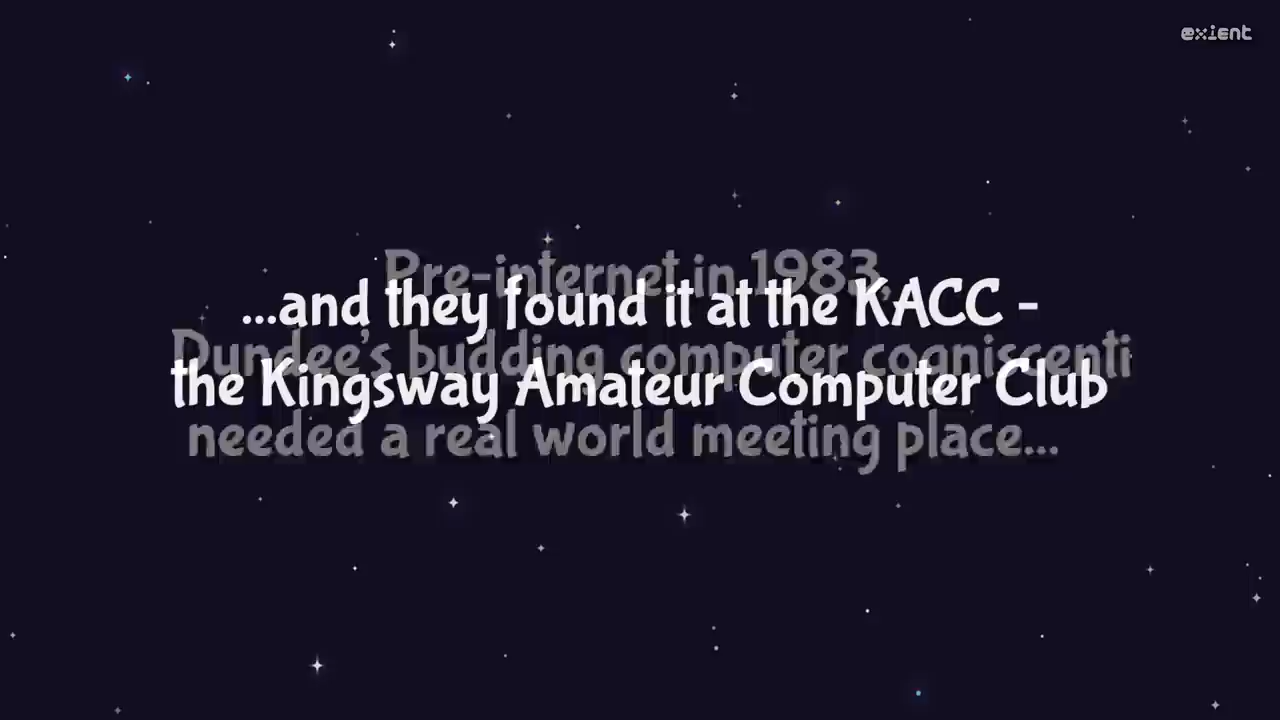 exient
Pre-internet in 1983,
Dundee's budding computer cogniscenti
needed a real world meeting place...
...and they found it at the KACC -
the Kingsway Amateur Computer Club